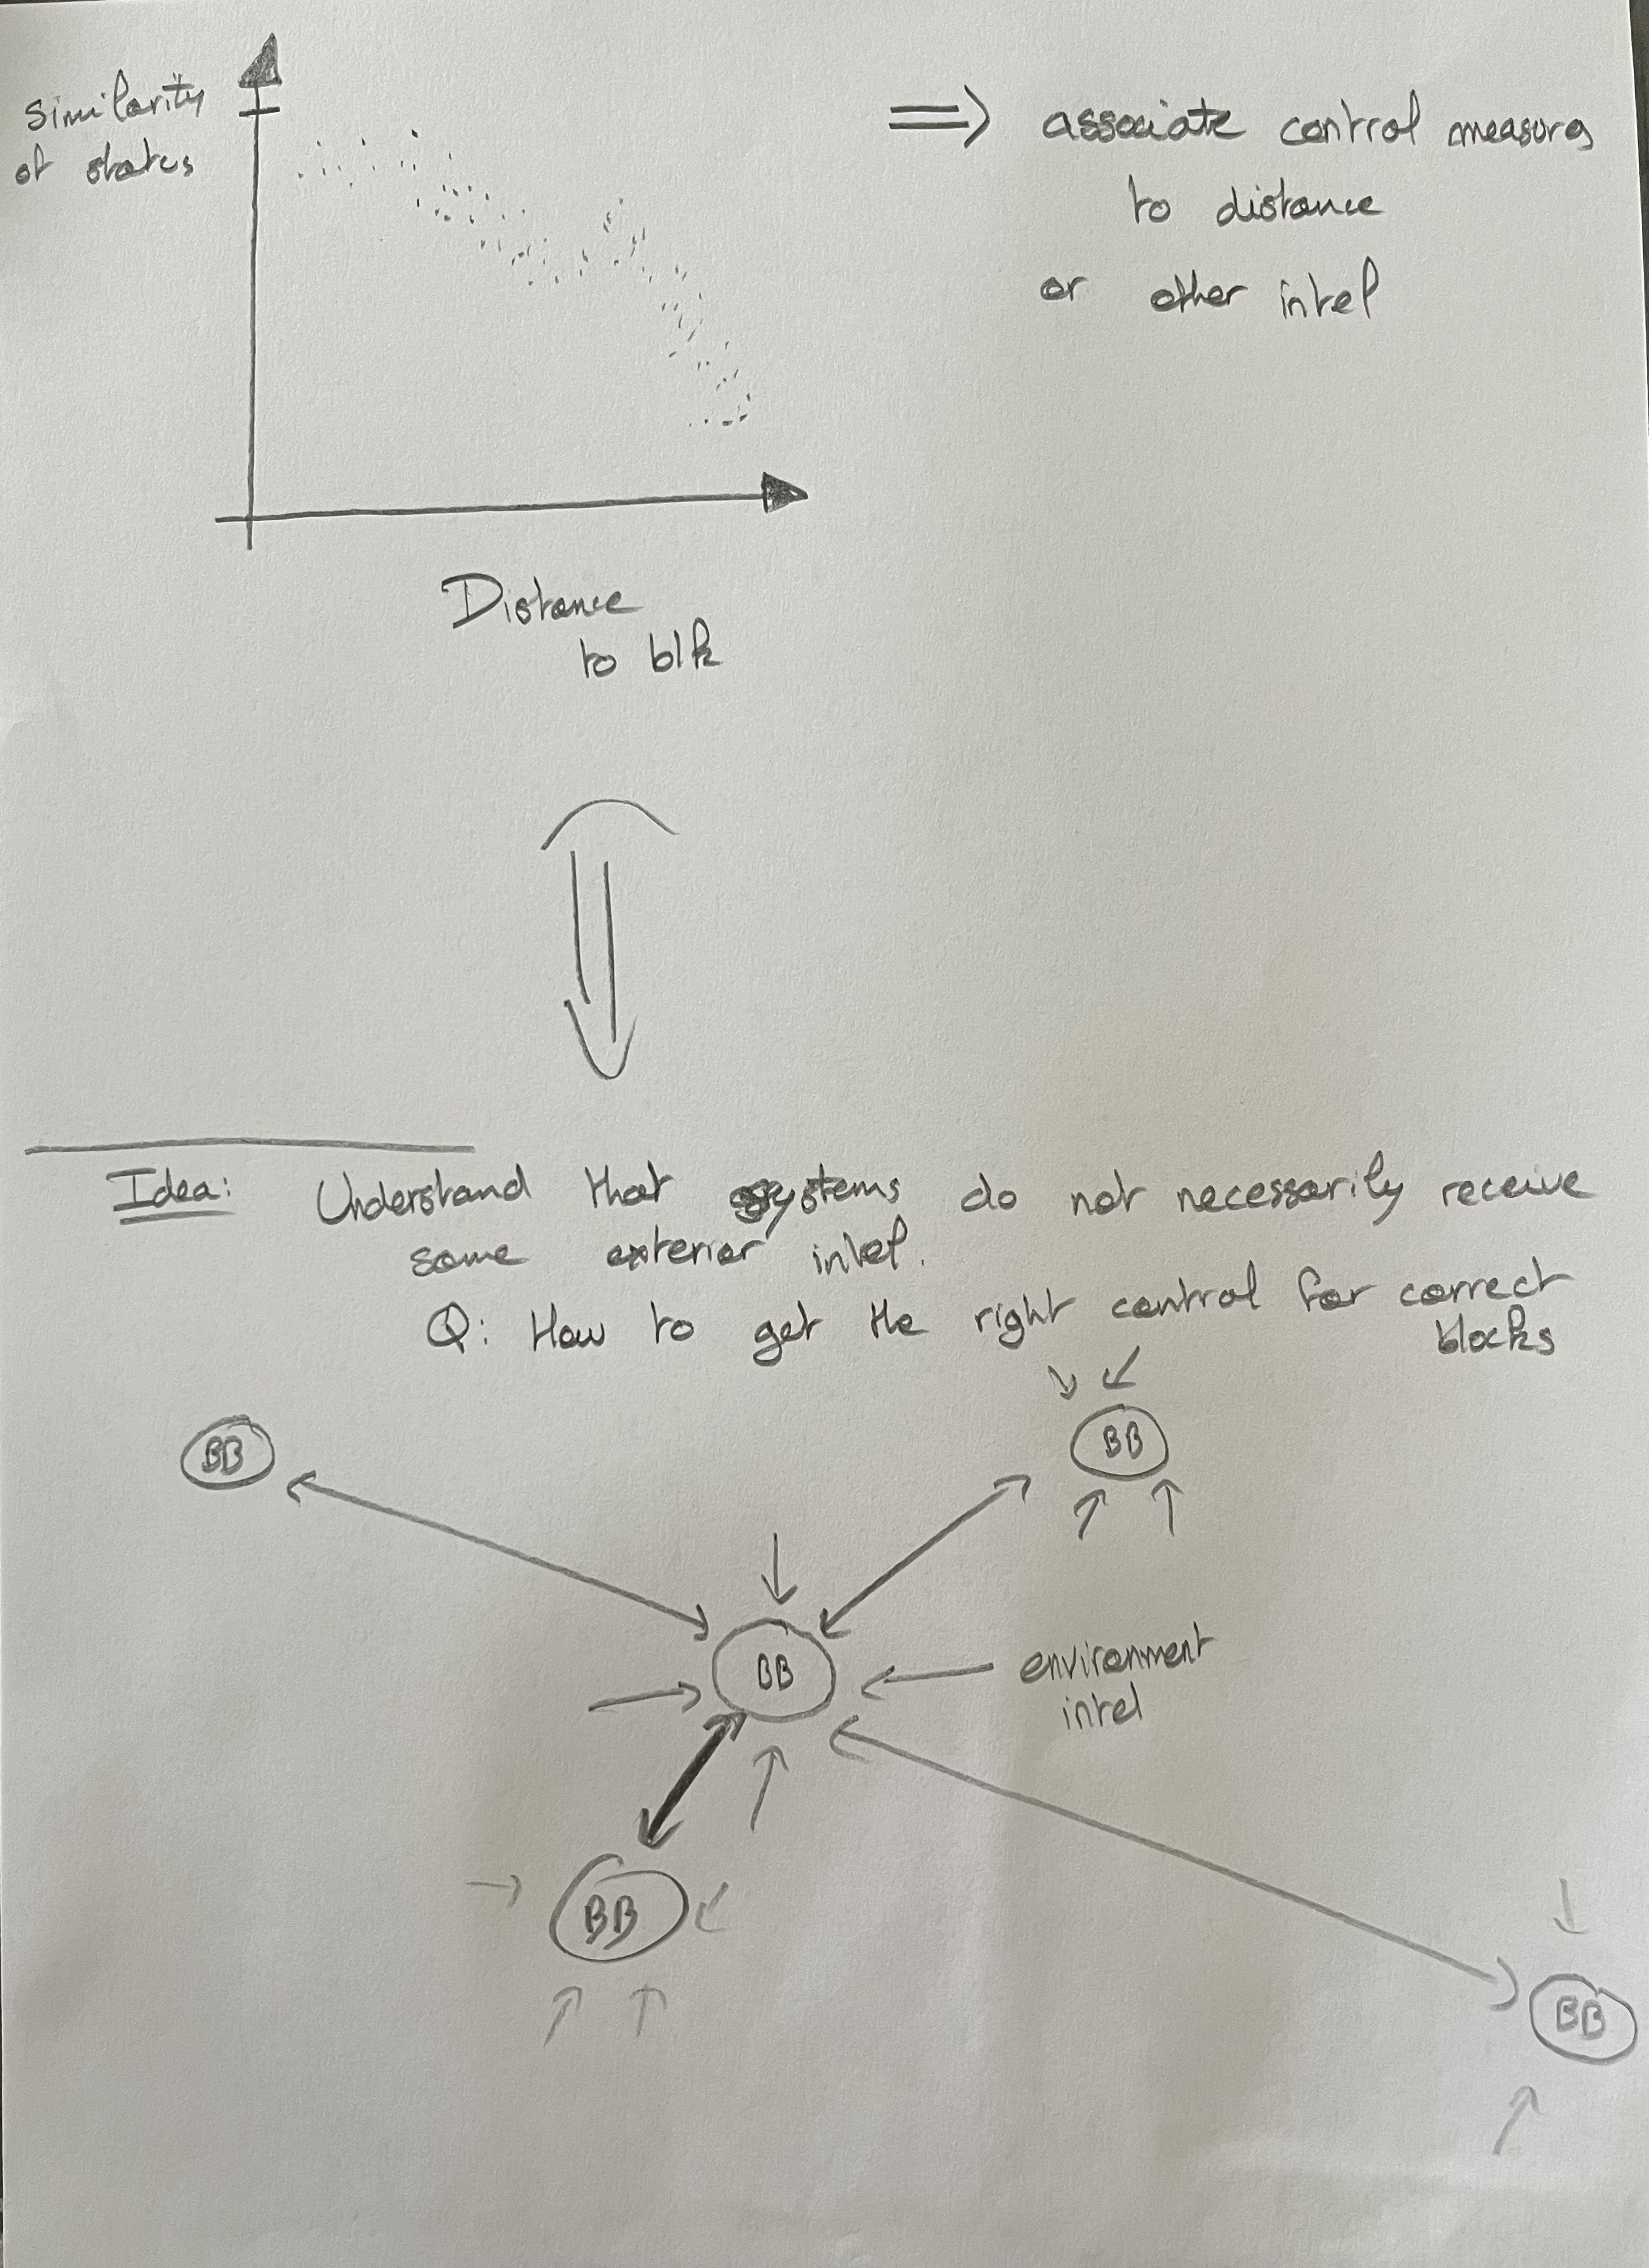 Similarity
of states
=> associate control measures
to distance
or other intel
Distance
to blk
Idea: Understand that systems do not necessarily receive
some exterior intel.
Q: How to get the right control for correct
blocks
BB
BB
BB
environment
intel
BB
BB